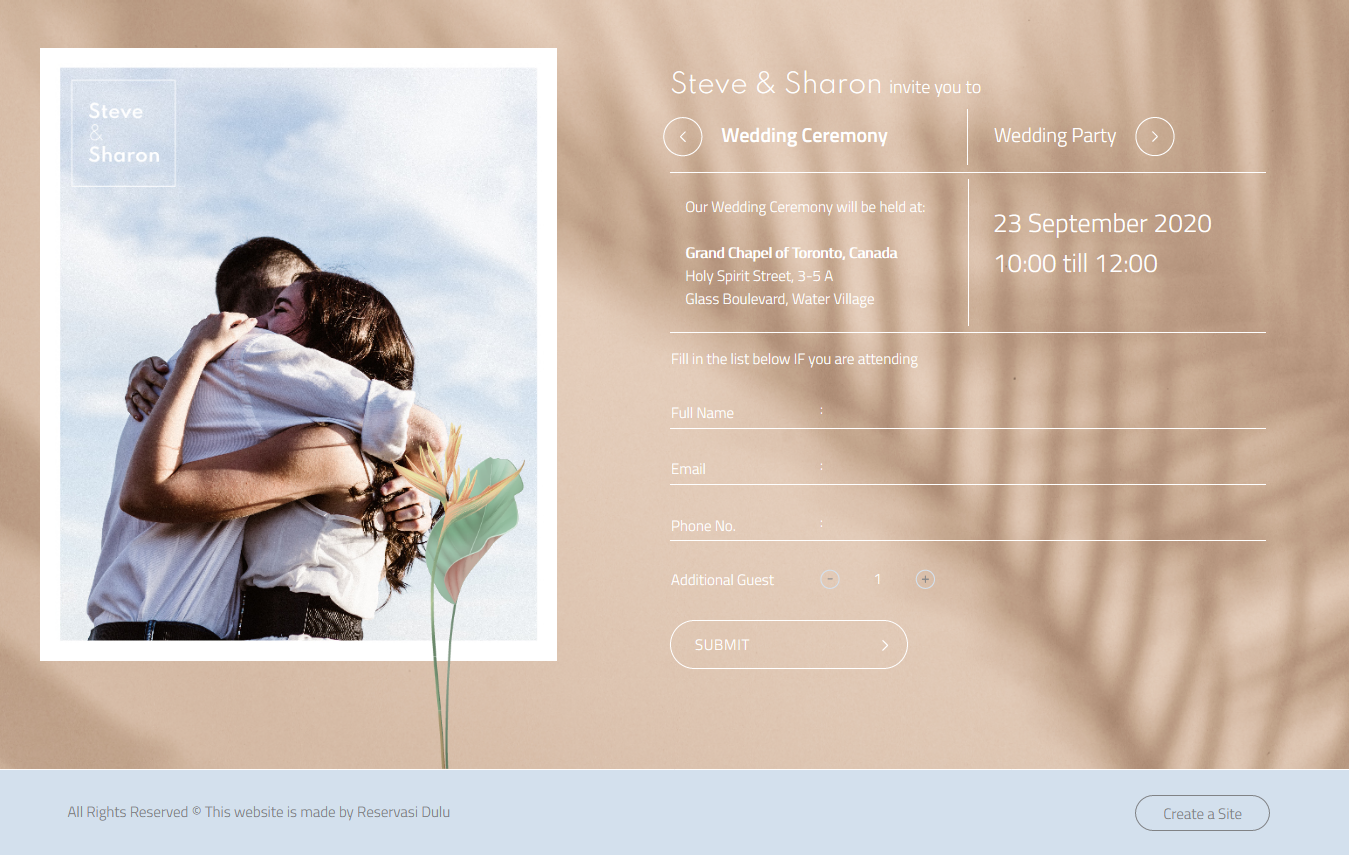 Steve
&
Sharon
Steve & Sharon invite you to
Wedding Ceremony
Wedding Party
Our Wedding Ceremony will be held at:
Grand Chapel of Toronto, Canada
Holy Spirit Street, 3-5 A
Glass Boulevard, Water Village
23 September 2020
10:00 till 12:00
Fill in the list below IF you are attending
Full Name :
Email :
Phone No. :
Additional Guest - 1 +
SUBMIT
All Rights Reserved © This website is made by Reservasi Dulu
Create a Site